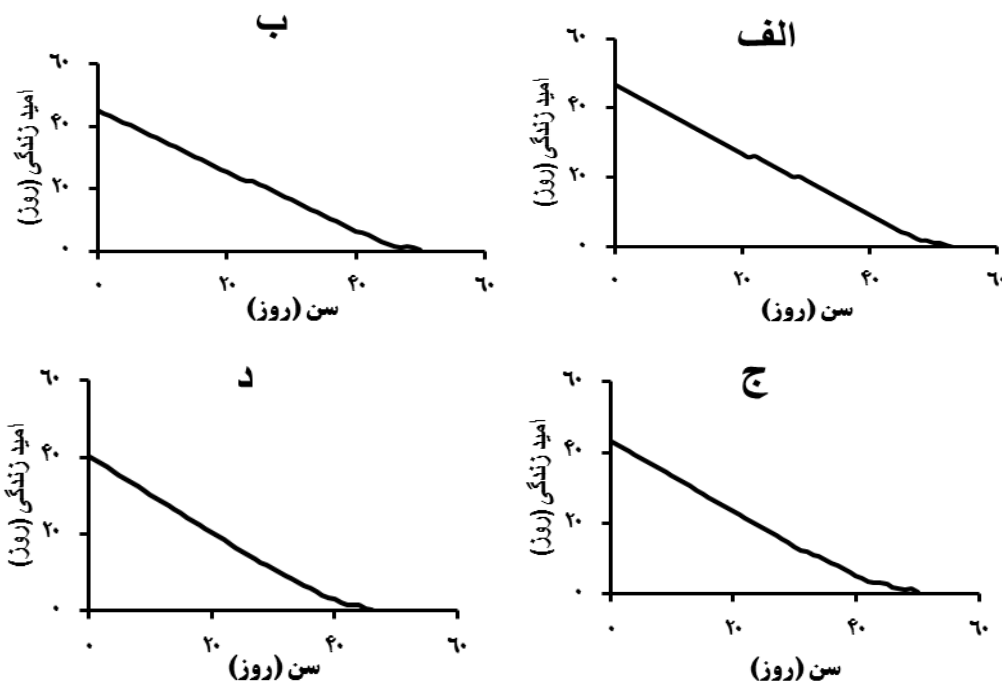 الف
امید زندگی (روز)
۶۰
۴۰
۲۰
۰
۰ ۲۰ ۴۰ ۶۰
سن (روز)
ب
امید زندگی (روز)
۶۰
۴۰
۲۰
۰
۰ ۲۰ ۴۰ ۶۰
سن (روز)
ج
امید زندگی (روز)
۶۰
۴۰
۲۰
۰
۰ ۲۰ ۴۰ ۶۰
سن (روز)
د
امید زندگی (روز)
۶۰
۴۰
۲۰
۰
۰ ۲۰ ۴۰ ۶۰
سن (روز)